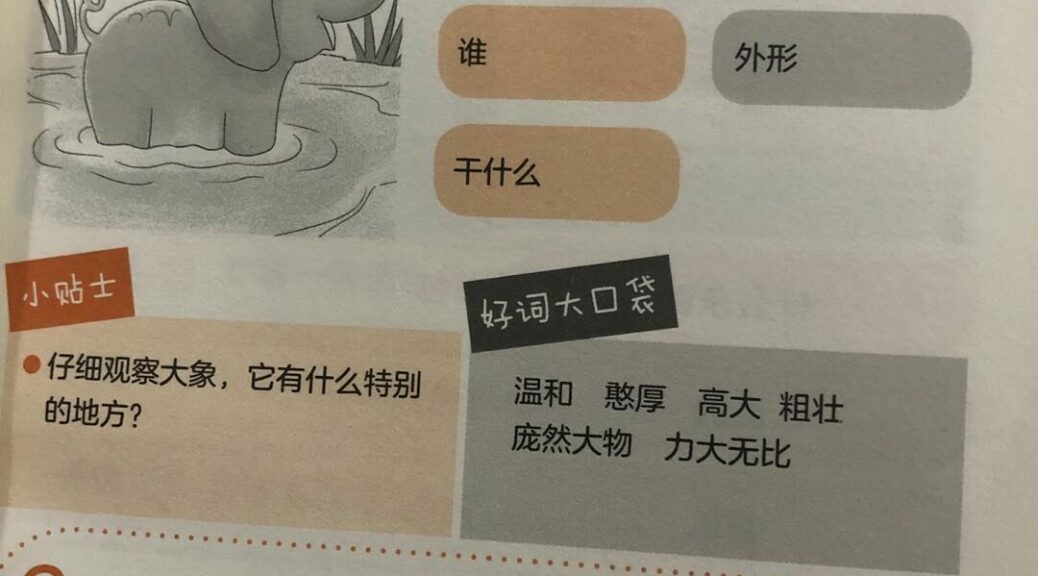 谁
外形
干什么
小贴士
仔细观察大象，它有什么特别
的地方？
好词大口袋
温和 憨厚 高大 粗壮
庞然大物 力大无比